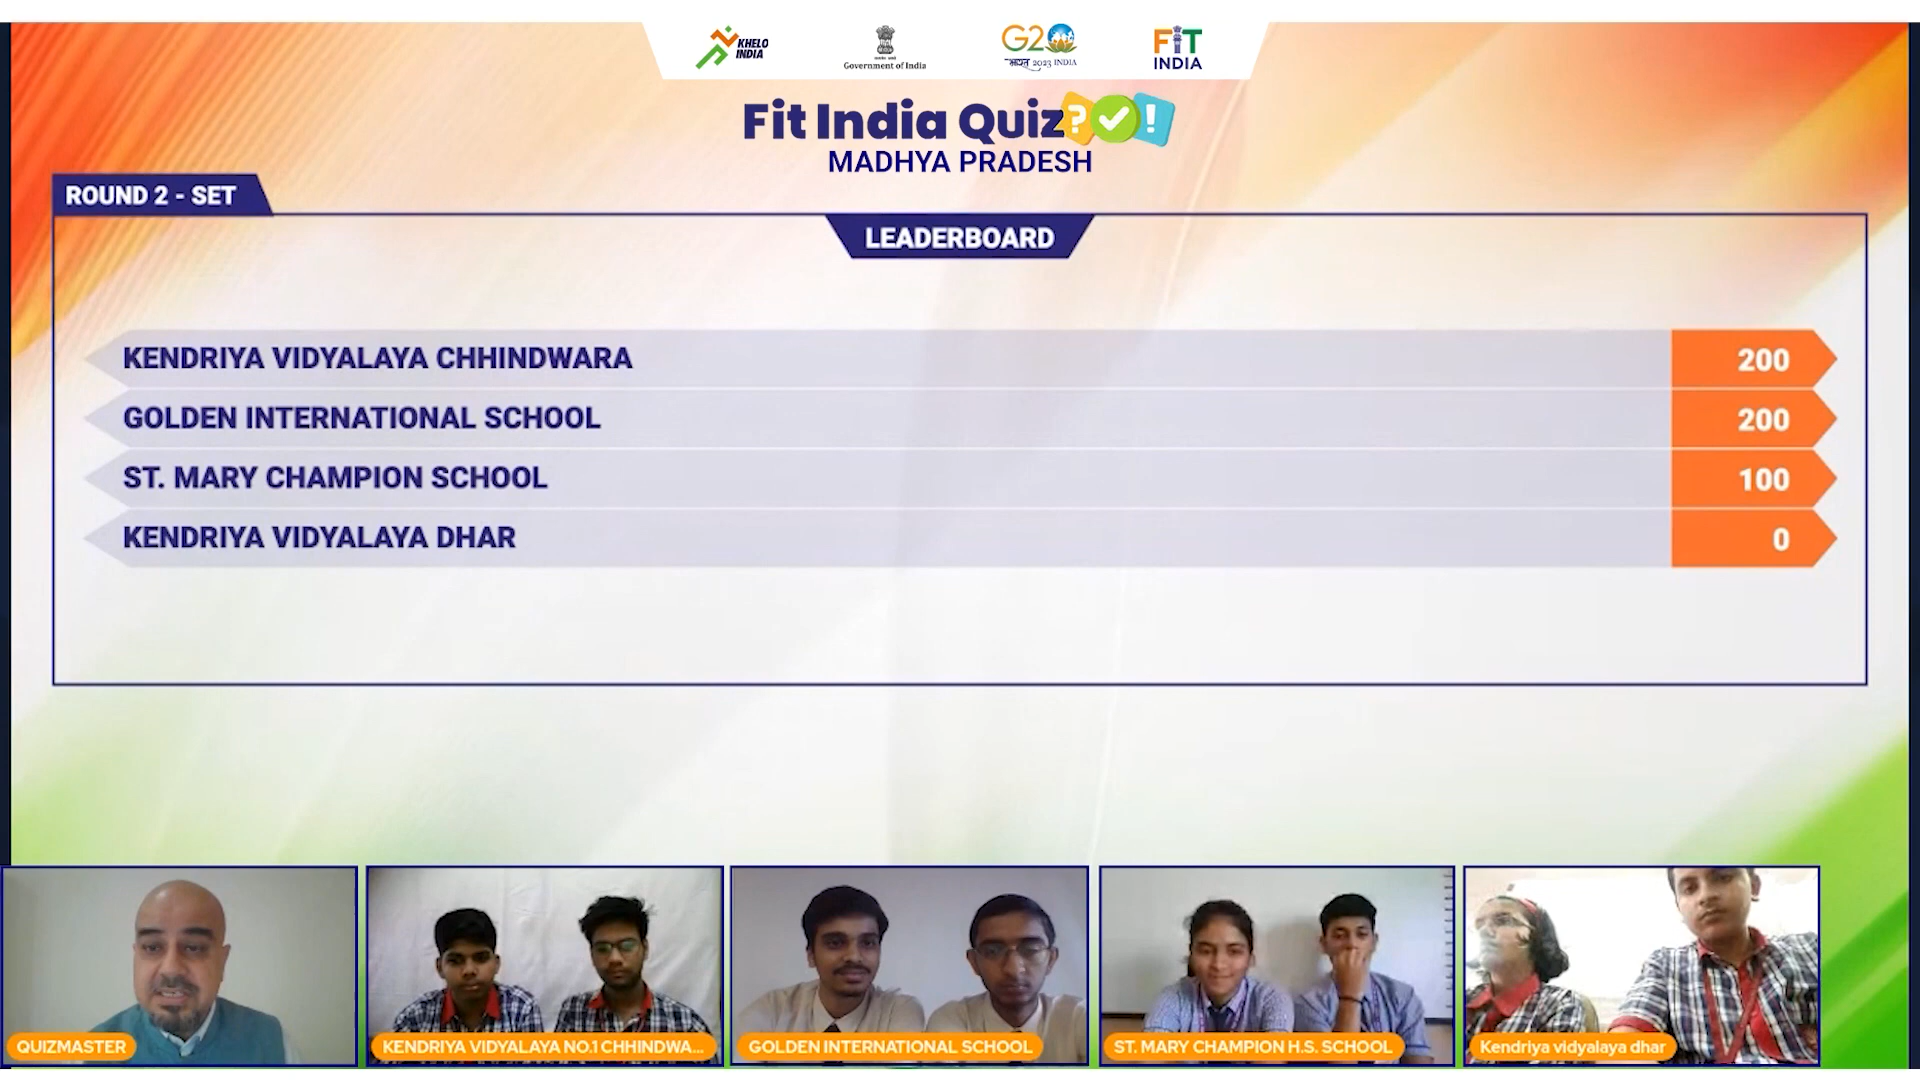 KHELO
INDIA
Government of India
G20
भारत 2023 INDIA
FIT
INDIA
Fit India Quiz?!
MADHYA PRADESH
ROUND 2 - SET
LEADERBOARD
KENDRIYA VIDYALAYA CHHINDWARA 200
GOLDEN INTERNATIONAL SCHOOL 200
ST. MARY CHAMPION SCHOOL 100
KENDRIYA VIDYALAYA DHAR 0
QUIZMASTER
KENDRIYA VIDYALAYA NO.1 CHHINDWA...
GOLDEN INTERNATIONAL SCHOOL
ST. MARY CHAMPION H.S. SCHOOL
Kendriya vidyalaya dhar